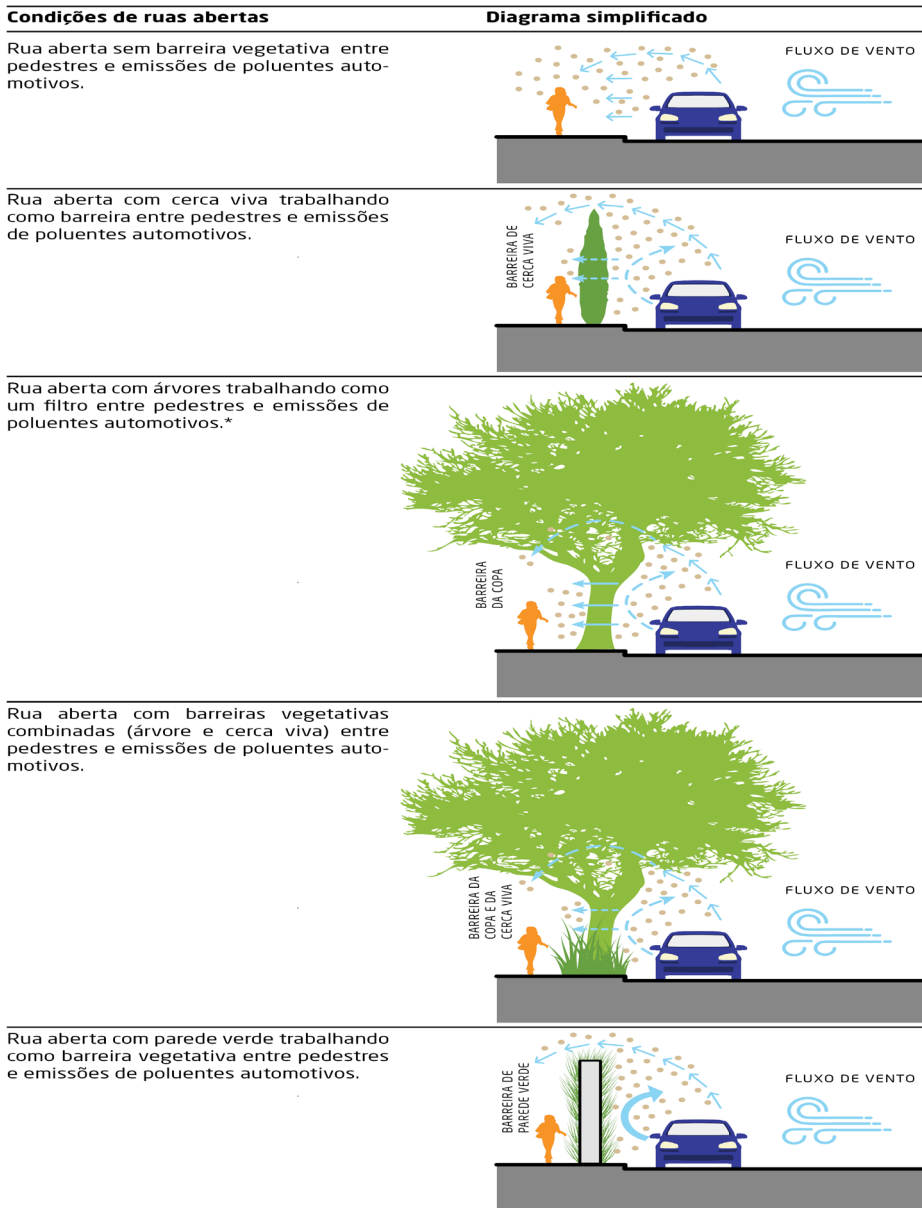 Condições de ruas abertas
Diagrama simplificado
Rua aberta sem barreira vegetativa entre
pedestres e emissões de poluentes auto-
motivos.
FLUXO DE VENTO
Rua aberta com cerca viva trabalhando
como barreira entre pedestres e emissões
de poluentes automotivos.
BARREIRA DE
CERCA VIVA
FLUXO DE VENTO
Rua aberta com árvores trabalhando como
um filtro entre pedestres e emissões de
poluentes automotivos.*
BARREIRA
DA COPA
FLUXO DE VENTO
Rua aberta com barreiras vegetativas
combinadas (árvore e cerca viva) entre
pedestres e emissões de poluentes auto-
motivos.
BARREIRA DA
COPA E DA
CERCA VIVA
FLUXO DE VENTO
Rua aberta com parede verde trabalhando
como barreira vegetativa entre pedestres
e emissões de poluentes automotivos.
BARREIRA DE
PAREDE VERDE
FLUXO DE VENTO